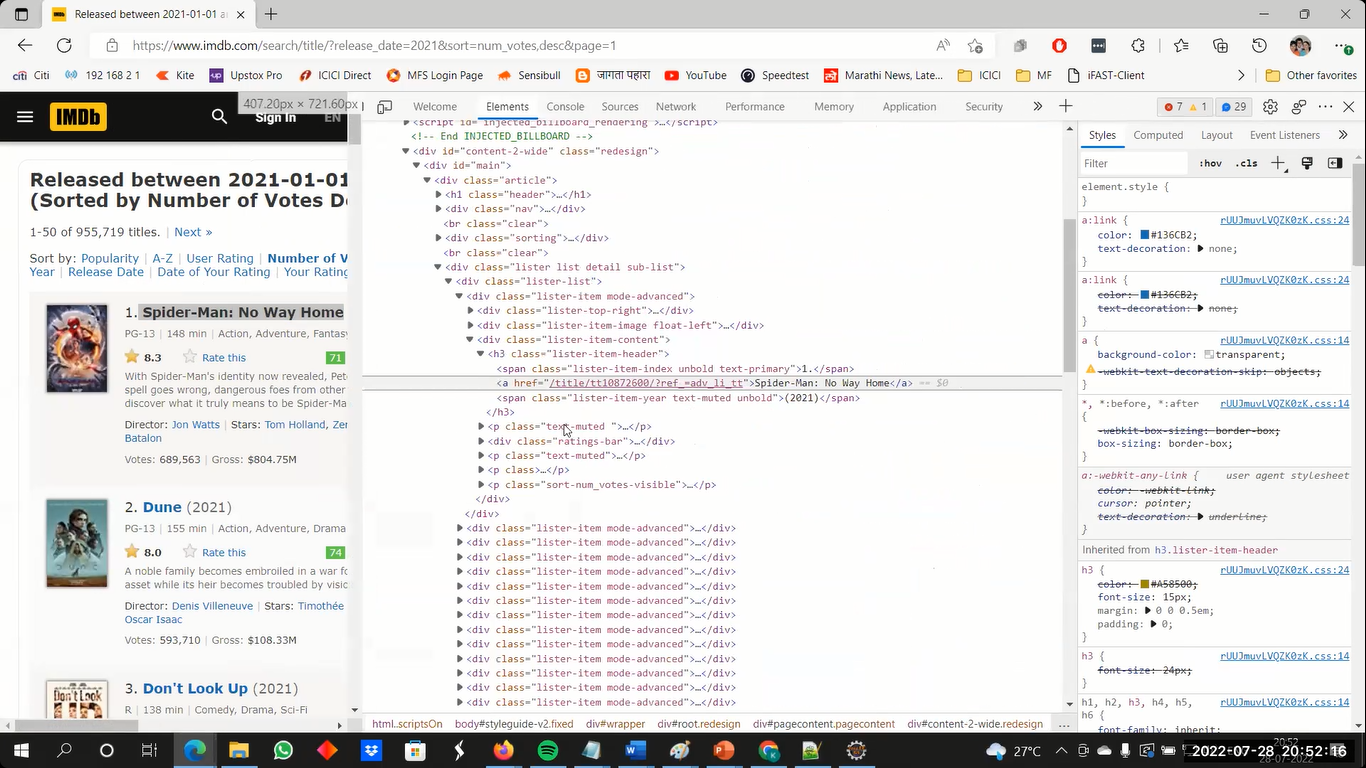 Released between 2021-01-01 a
https://www.imdb.com/search/title/?release_date=2021&sort=num_votes,desc&page=1
Citi
192 168 2 1
Kite
Upstox Pro
ICICI Direct
MFS Login Page
Sensibull
जागता पहारा
YouTube
Speedtest
Marathi News, Late...
ICICI
MF
iFAST-Client
Other favorites
407.20px × 721.60px
IMDb
Sign In
EN
Welcome
Elements
Console
Sources
Network
Performance
Memory
Application
Security
7
1
29
Released between 2021-01-01
(Sorted by Number of Votes De
1-50 of 955,719 titles. | Next »
Sort by: Popularity | A-Z | User Rating | Number of V
Year | Release Date | Date of Your Rating | Your Rating
1. Spider-Man: No Way Home
PG-13 | 148 min | Action, Adventure, Fantasy
8.3 Rate this 71
With Spider-Man's identity now revealed, Pet
spell goes wrong, dangerous foes from other
discover what it truly means to be Spider-Ma
Director: Jon Watts | Stars: Tom Holland, Zen
Batalon
Votes: 689,563 | Gross: $804.75M
2. Dune (2021)
PG-13 | 155 min | Action, Adventure, Drama
8.0 Rate this 74
A noble family becomes embroiled in a war fo
asset while its heir becomes troubled by visio
Director: Denis Villeneuve | Stars: Timothée
Oscar Isaac
Votes: 593,710 | Gross: $108.33M
3. Don't Look Up (2021)
R | 138 min | Comedy, Drama, Sci-Fi
<script id="injected_billboard_rendering">…</script>
<!-- End INJECTED_BILLBOARD -->
<div id="content-2-wide" class="redesign">
<div id="main">
<div class="article">
<h1 class="header">…</h1>
<div class="nav">…</div>
<br class="clear">
<div class="sorting">…</div>
<br class="clear">
<div class="lister list detail sub-list">
<div class="lister-list">
<div class="lister-item mode-advanced">
<div class="lister-top-right">…</div>
<div class="lister-item-image float-left">…</div>
<div class="lister-item-content">
<h3 class="lister-item-header">
<span class="lister-item-index unbold text-primary">1.</span>
<a href="/title/tt10872600/?ref_=adv_li_tt">Spider-Man: No Way Home</a> == $0
<span class="lister-item-year text-muted unbold">(2021)</span>
</h3>
<p class="text-muted ">…</p>
<div class="ratings-bar">…</div>
<p class="text-muted">…</p>
<p class>…</p>
<p class="sort-num_votes-visible">…</p>
</div>
</div>
<div class="lister-item mode-advanced">…</div>
<div class="lister-item mode-advanced">…</div>
<div class="lister-item mode-advanced">…</div>
<div class="lister-item mode-advanced">…</div>
<div class="lister-item mode-advanced">…</div>
<div class="lister-item mode-advanced">…</div>
<div class="lister-item mode-advanced">…</div>
<div class="lister-item mode-advanced">…</div>
<div class="lister-item mode-advanced">…</div>
<div class="lister-item mode-advanced">…</div>
<div class="lister-item mode-advanced">…</div>
<div class="lister-item mode-advanced">…</div>
<div class="lister-item mode-advanced">…</div>
html.scriptsOn body#styleguide-v2.fixed div#wrapper div#root.redesign div#pagecontent.pagecontent div#content-2-wide.redesign ...
Styles
Computed
Layout
Event Listeners
Filter
:hov
.cls
element.style {
}
a:link { rUUJmuvLVQZK0zK.css:24
color: #136CB2;
text-decoration: none;
}
a:link { rUUJmuvLVQZK0zK.css:24
color: #136CB2;
text-decoration: none;
}
a { rUUJmuvLVQZK0zK.css:14
background-color: transparent;
-webkit-text-decoration-skip: objects;
}
*, *:before, *:after rUUJmuvLVQZK0zK.css:14
{
-webkit-box-sizing: border-box;
box-sizing: border-box;
}
a:-webkit-any-link { user agent stylesheet
color: -webkit-link;
cursor: pointer;
text-decoration: underline;
}
Inherited from h3.lister-item-header
h3 { rUUJmuvLVQZK0zK.css:24
color: #A58500;
font-size: 15px;
margin: 0 0 0.5em;
padding: 0;
}
h3 { rUUJmuvLVQZK0zK.css:14
font-size: 24px;
}
h1, h2, h3, h4, h5, rUUJmuvLVQZK0zK.css:14
h6 {
font-family: inherit;
27°C
20:52
28-07-2022
2022-07-28 20:52:16